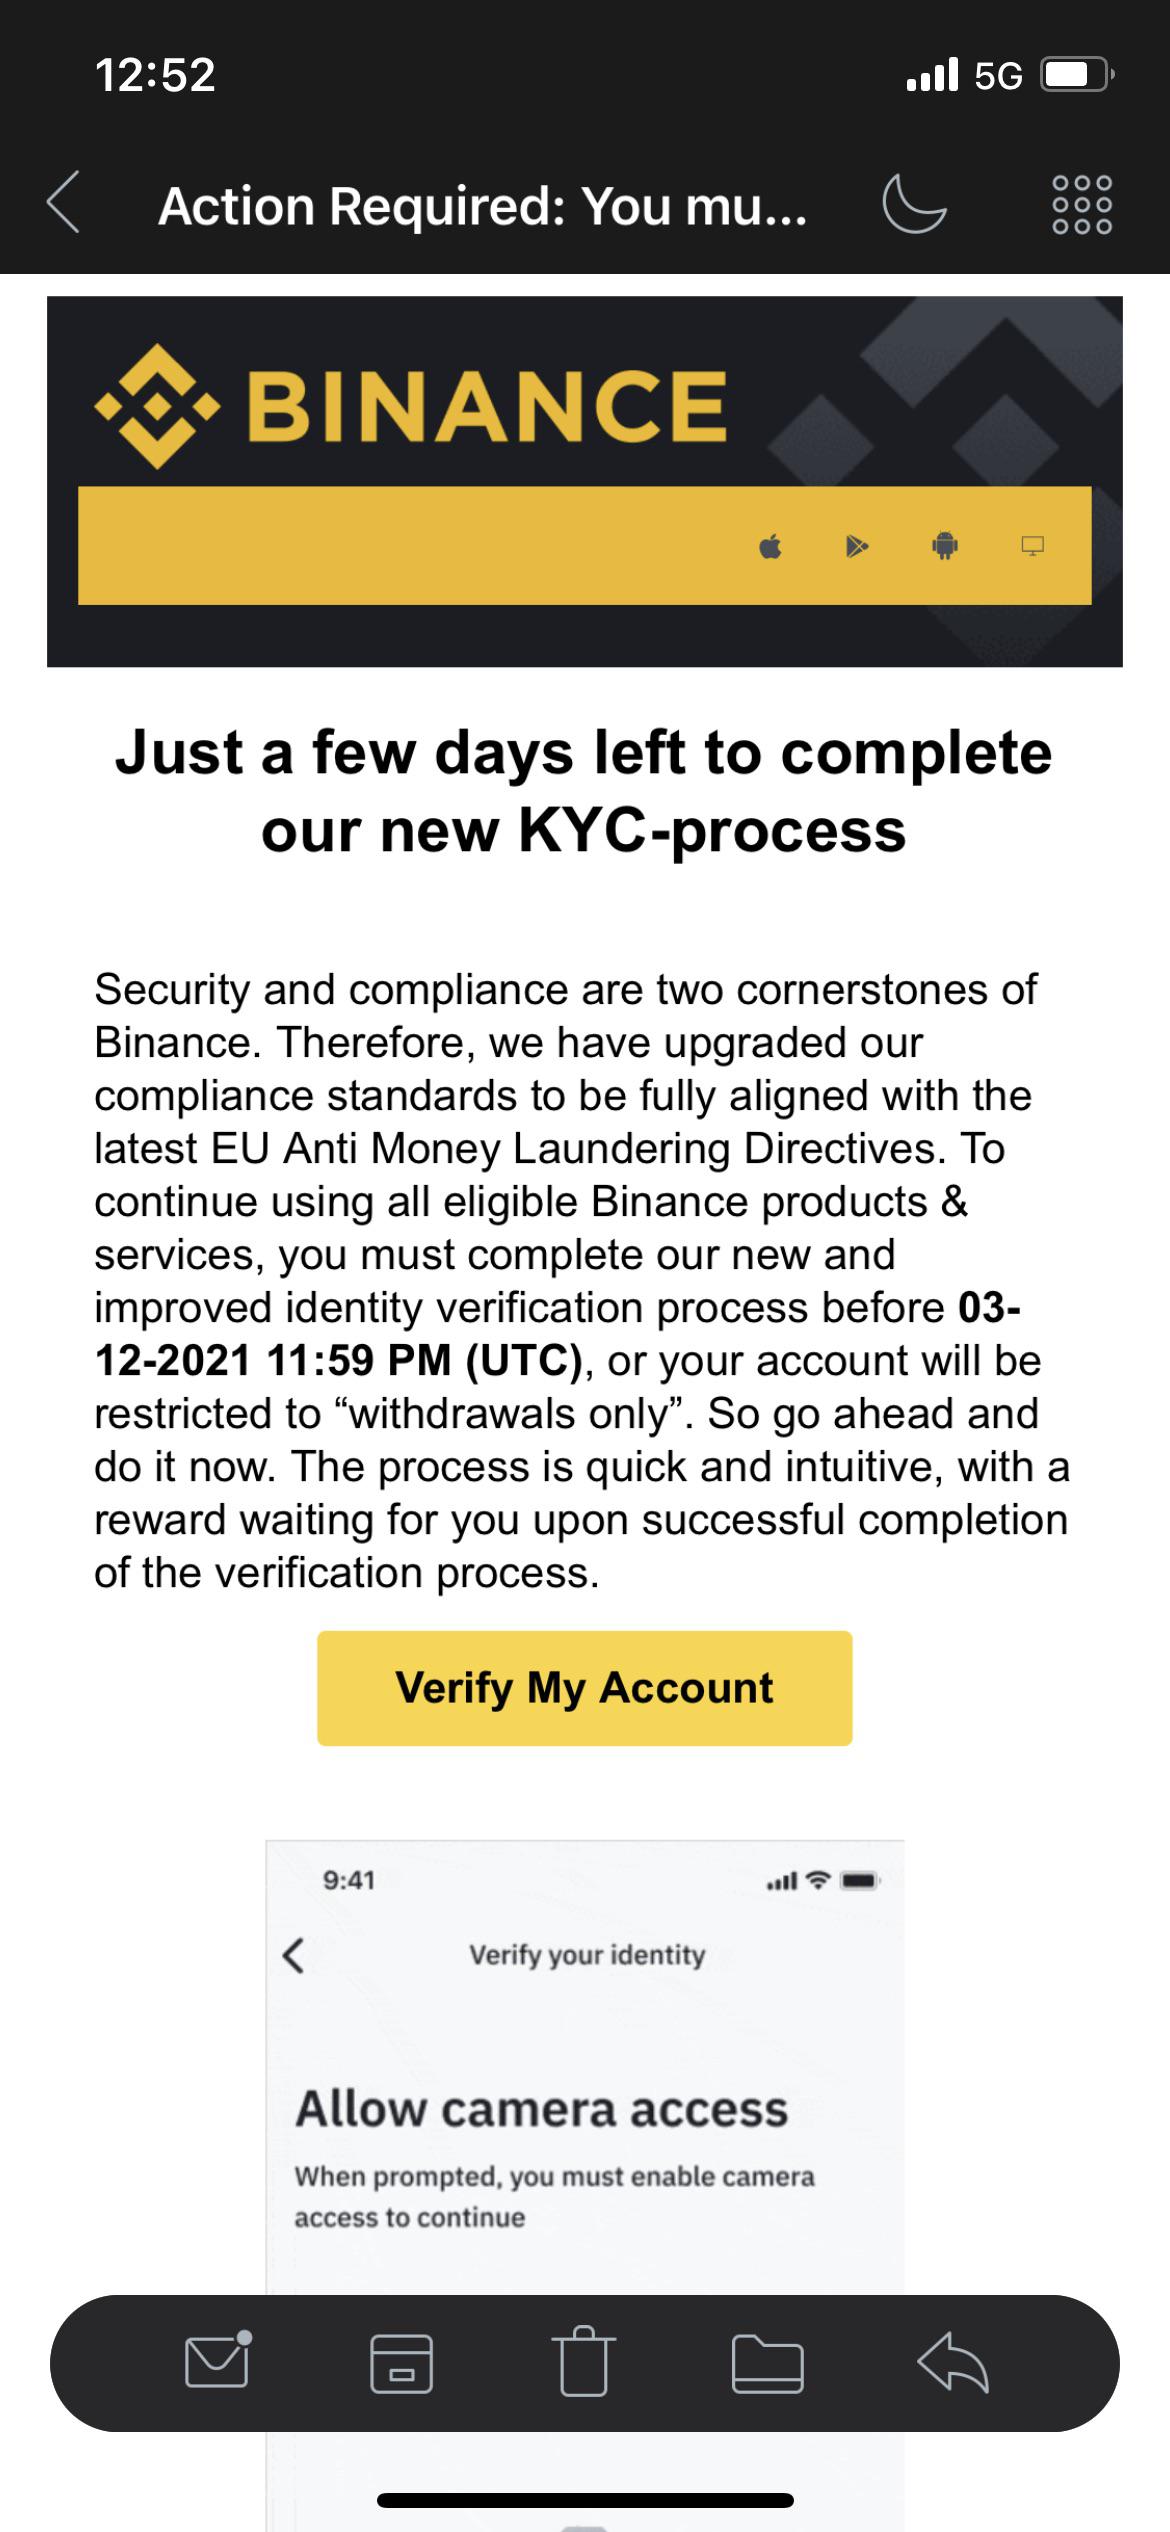 12:52
5G
Action Required: You mu...
BINANCE
Just a few days left to complete
our new KYC-process
Security and compliance are two cornerstones of
Binance. Therefore, we have upgraded our
compliance standards to be fully aligned with the
latest EU Anti Money Laundering Directives. To
continue using all eligible Binance products &
services, you must complete our new and
improved identity verification process before 03-
12-2021 11:59 PM (UTC), or your account will be
restricted to “withdrawals only”. So go ahead and
do it now. The process is quick and intuitive, with a
reward waiting for you upon successful completion
of the verification process.
Verify My Account
9:41
Verify your identity
Allow camera access
When prompted, you must enable camera
access to continue